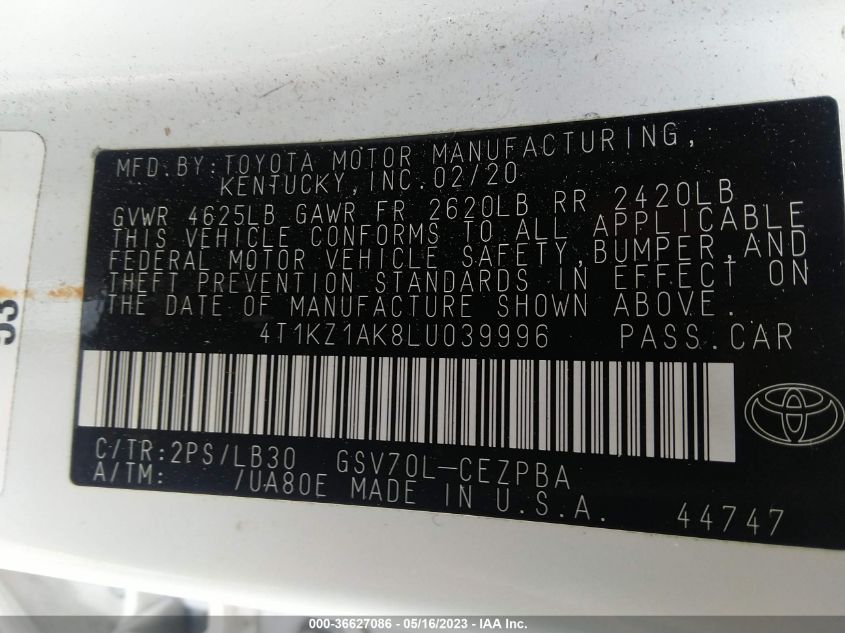 MFD.BY:TOYOTA MOTOR MANUFACTURING,
KENTUCKY,INC.02/20
GVWR 4625LB GAWR FR 2620LB RR 2420LB
THIS VEHICLE CONFORMS TO ALL APPLICABLE
FEDERAL MOTOR VEHICLE SAFETY,BUMPER,AND
THEFT PREVENTION STANDARDS IN EFFECT ON
THE DATE OF MANUFACTURE SHOWN ABOVE.
4T1KZ1AK8LU039996 PASS.CAR
C/TR:2PS/LB30 GSV70L-CEZPBA
A/TM: /UA80E MADE IN U.S.A.
44747
53
000-36627086 - 05/16/2023 - IAA Inc.